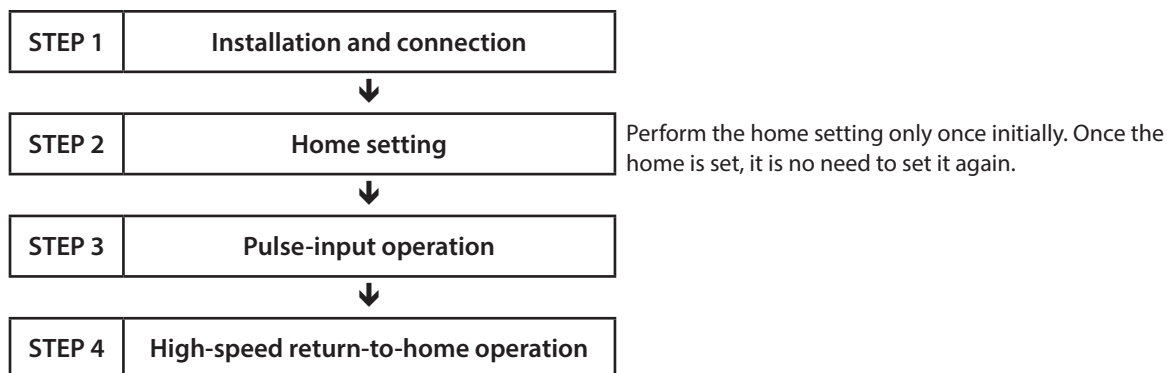 STEP 1 Installation and connection
STEP 2 Home setting
Perform the home setting only once initially. Once the
home is set, it is no need to set it again.
STEP 3 Pulse-input operation
STEP 4 High-speed return-to-home operation